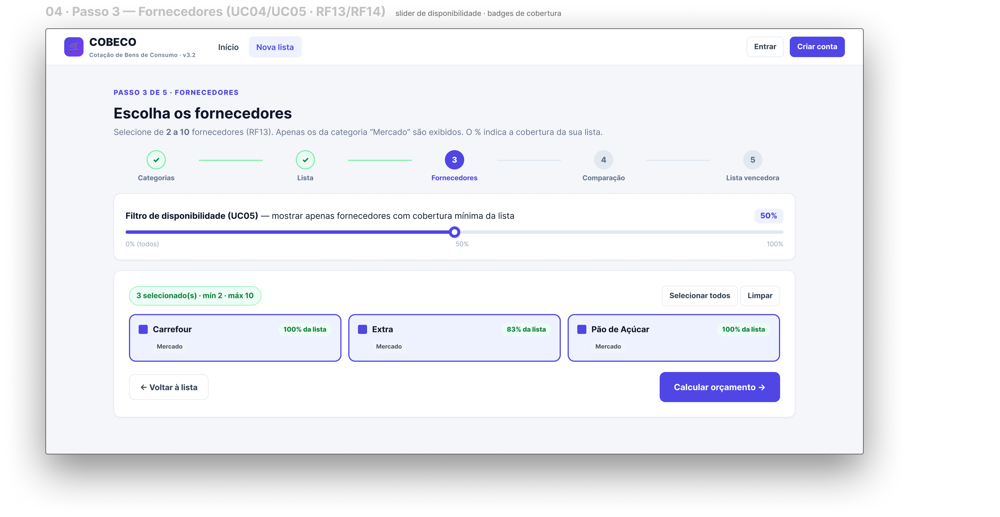 04 · Passo 3 — Fornecedores (UC04/UC05 · RF13/RF14) slider de disponibilidade · badges de cobertura
COBECO
Cotação de Bens de Consumo · v3.2
Início
Nova lista
Entrar
Criar conta
PASSO 3 DE 5 · FORNECEDORES
Escolha os fornecedores
Selecione de 2 a 10 fornecedores (RF13). Apenas os da categoria “Mercado” são exibidos. O % indica a cobertura da sua lista.
3
4
5
Categorias
Lista
Fornecedores
Comparação
Lista vencedora
Filtro de disponibilidade (UC05) — mostrar apenas fornecedores com cobertura mínima da lista
50%
0% (todos)
50%
100%
3 selecionado(s) · mín 2 · máx 10
Selecionar todos
Limpar
Carrefour
100% da lista
Mercado
Extra
83% da lista
Mercado
Pão de Açúcar
100% da lista
Mercado
← Voltar à lista
Calcular orçamento →